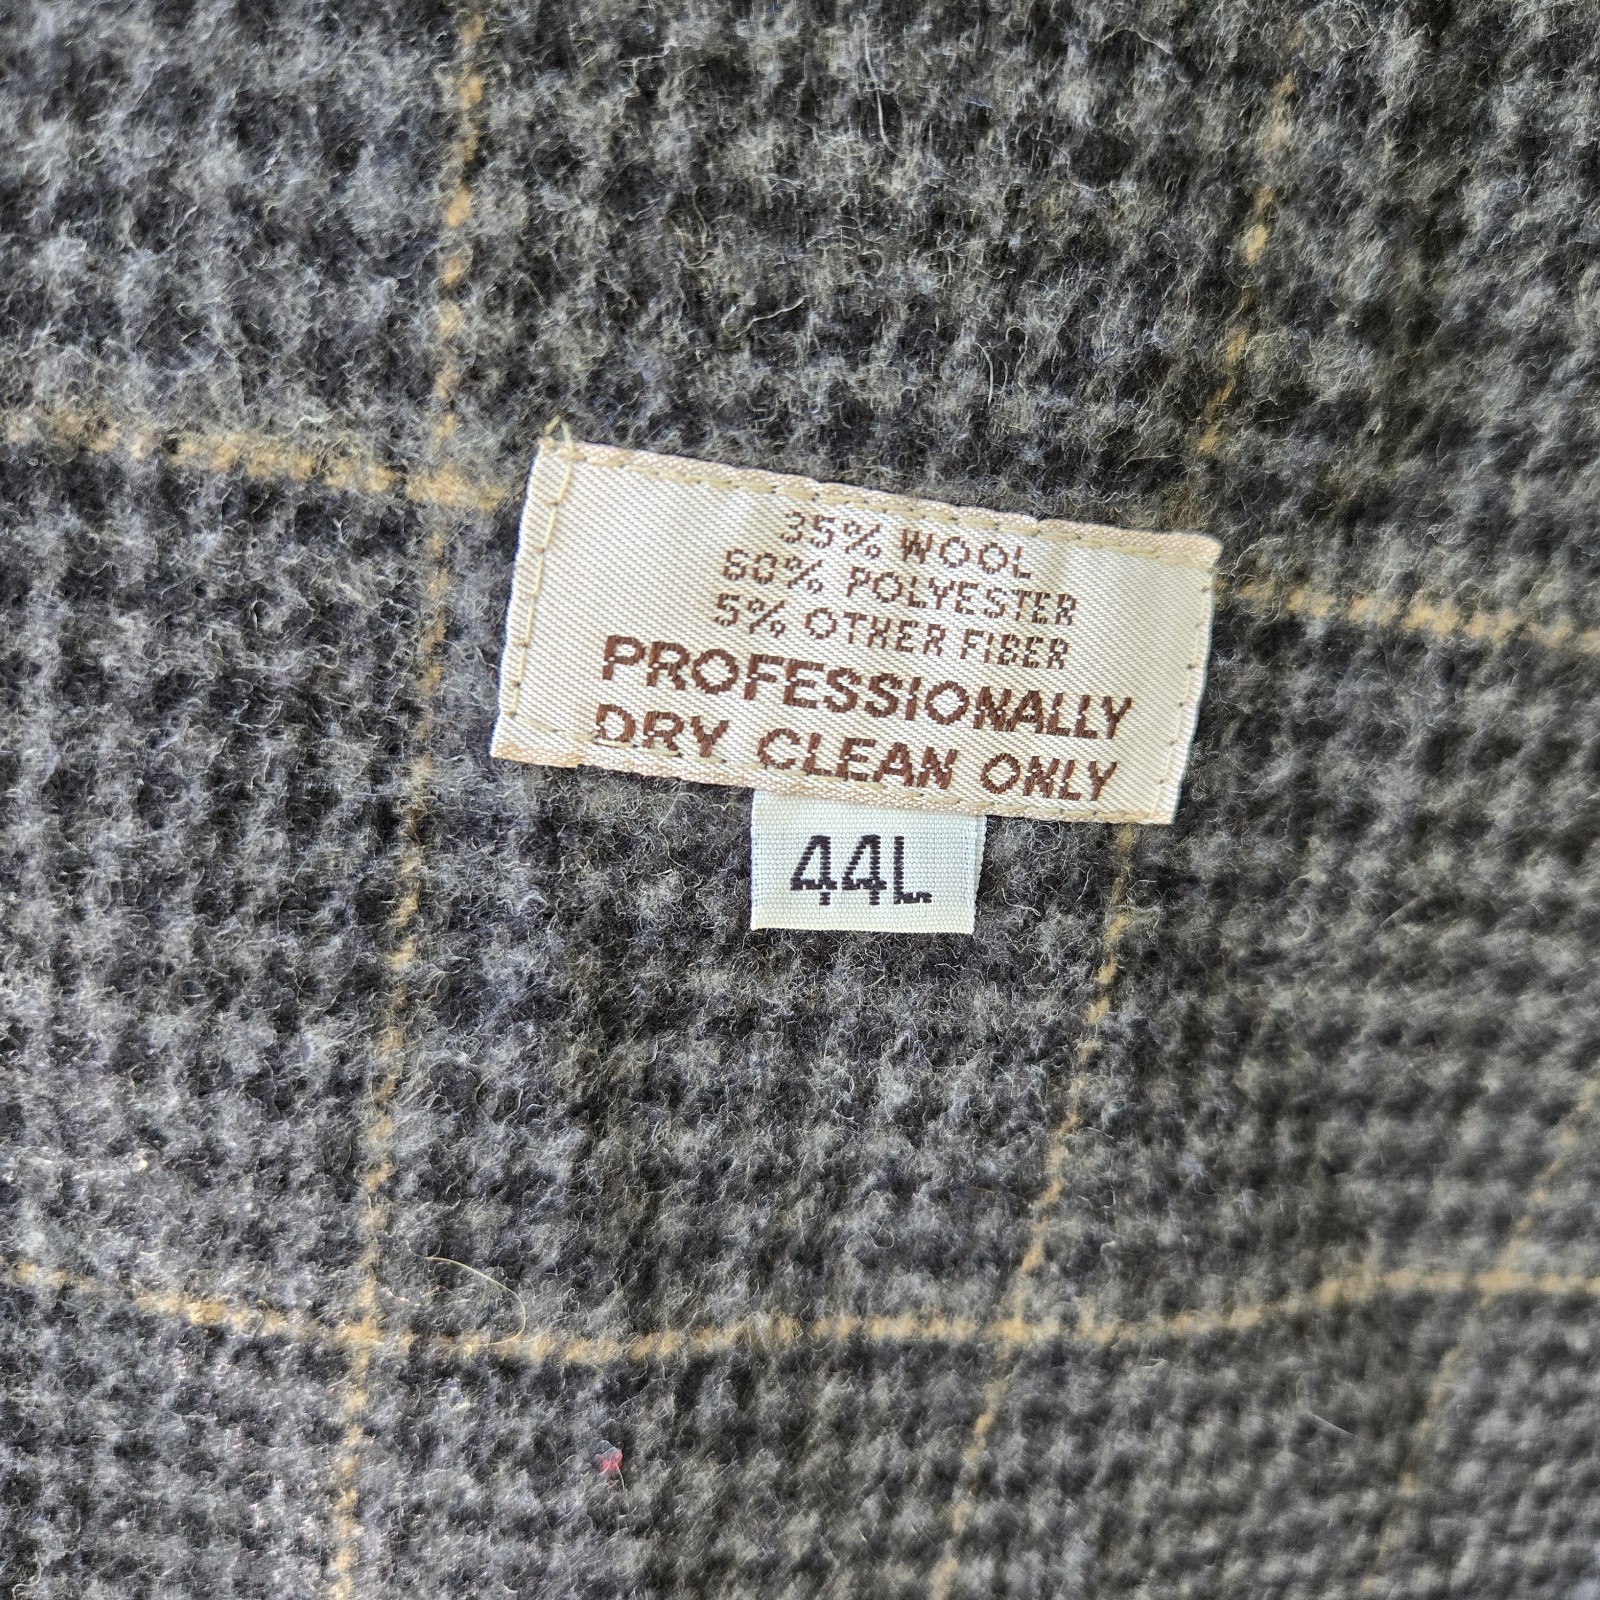 35% WOOL
60% POLYESTER
5% OTHER FIBER
PROFESSIONALLY
DRY CLEAN ONLY
44L